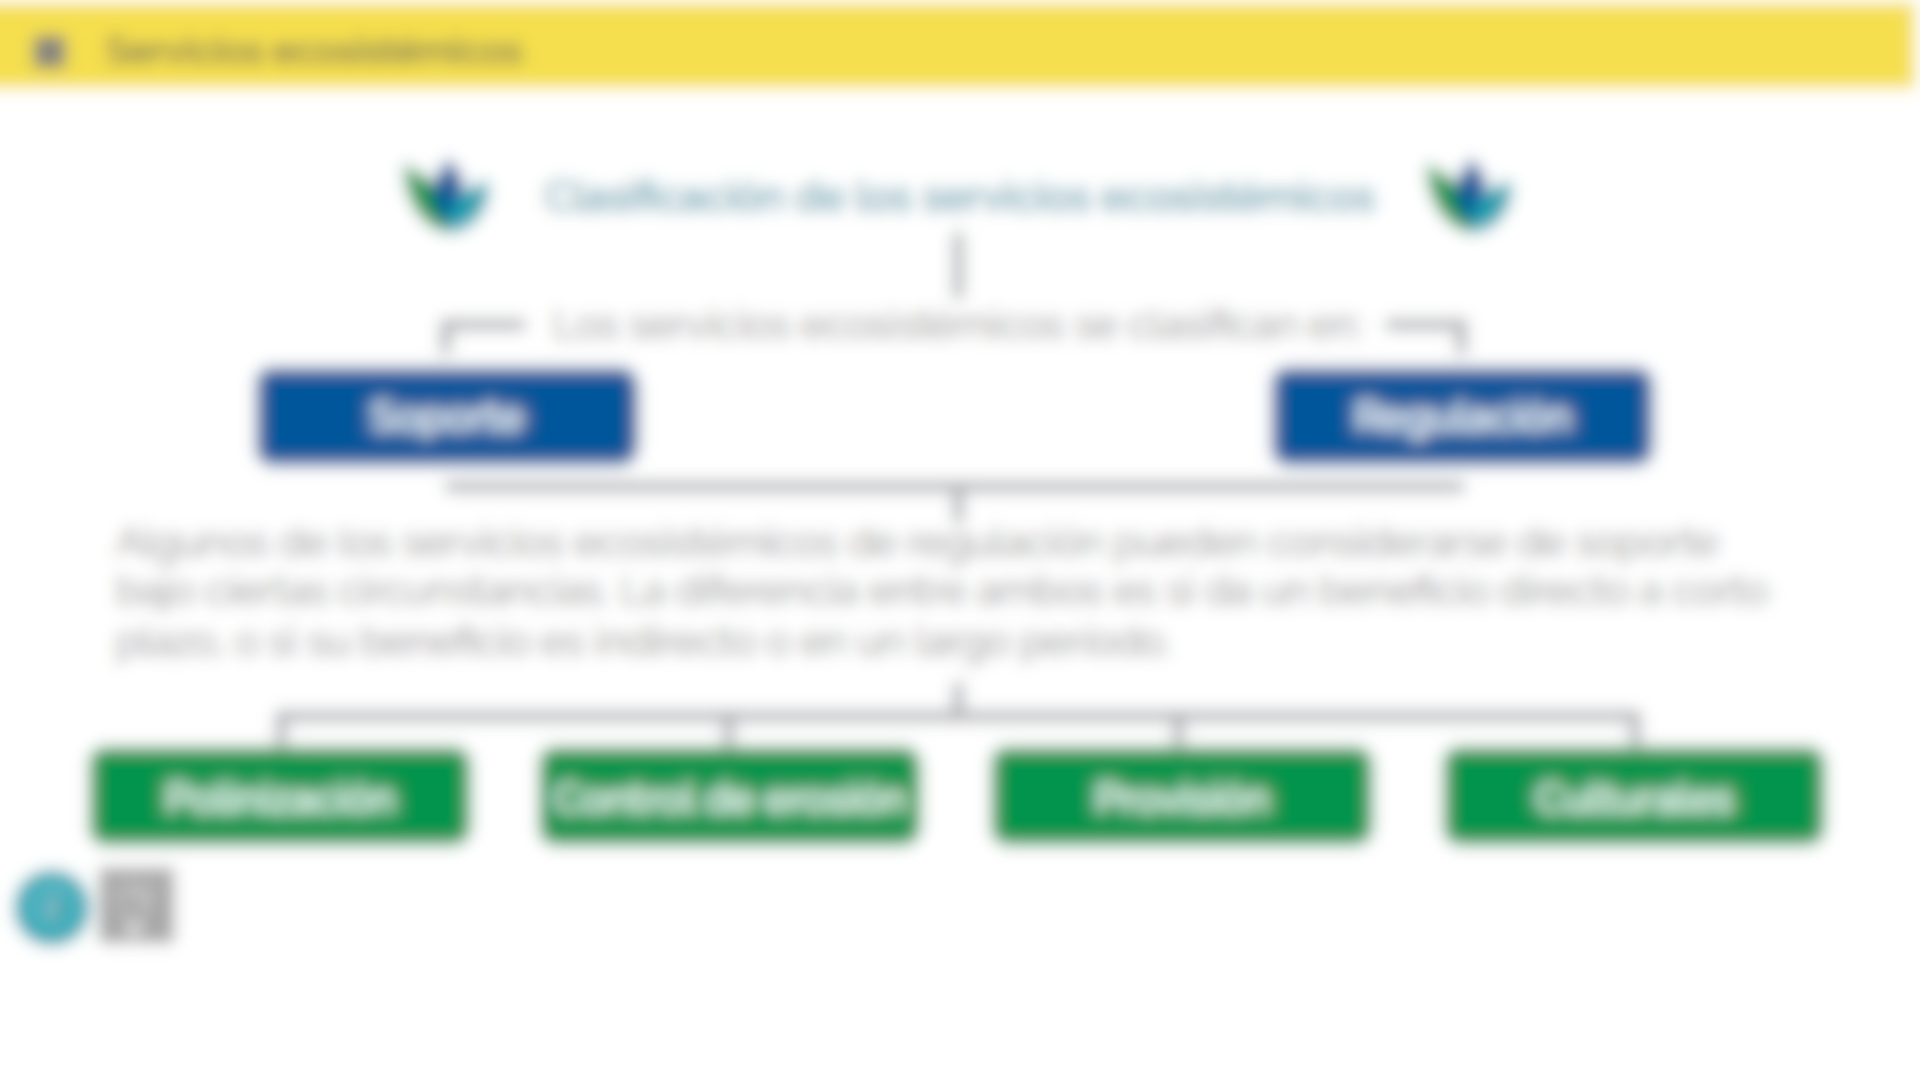 Servicios ecosistémicos
Clasificación de los servicios ecosistémicos
Los servicios ecosistémicos se clasifican en:
Soporte
Regulación
Algunos de los servicios ecosistémicos de regulación pueden considerarse de soporte
bajo ciertas circunstancias. La diferencia entre ambos es si da un beneficio directo a corto
plazo, o si su beneficio es indirecto o en un largo periodo.
Polinización
Control de erosión
Provisión
Culturales